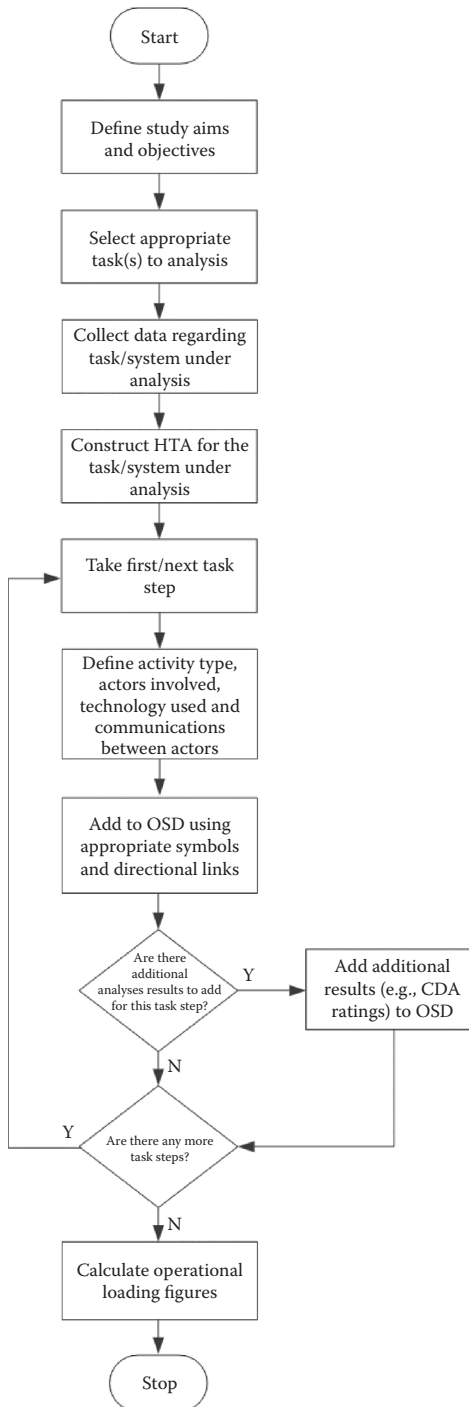 Start
Define study aims
and objectives
Select appropriate
task(s) to analysis
Collect data regarding
task/system under
analysis
Construct HTA for the
task/system under
analysis
Take first/next task
step
Define activity type,
actors involved,
technology used and
communications
between actors
Add to OSD using
appropriate symbols
and directional links
Are there
additional
analyses results to add
for this task step?
Y
Add additional
results (e.g., CDA
ratings) to OSD
N
Y
Are there any more
task steps?
N
Calculate operational
loading figures
Stop